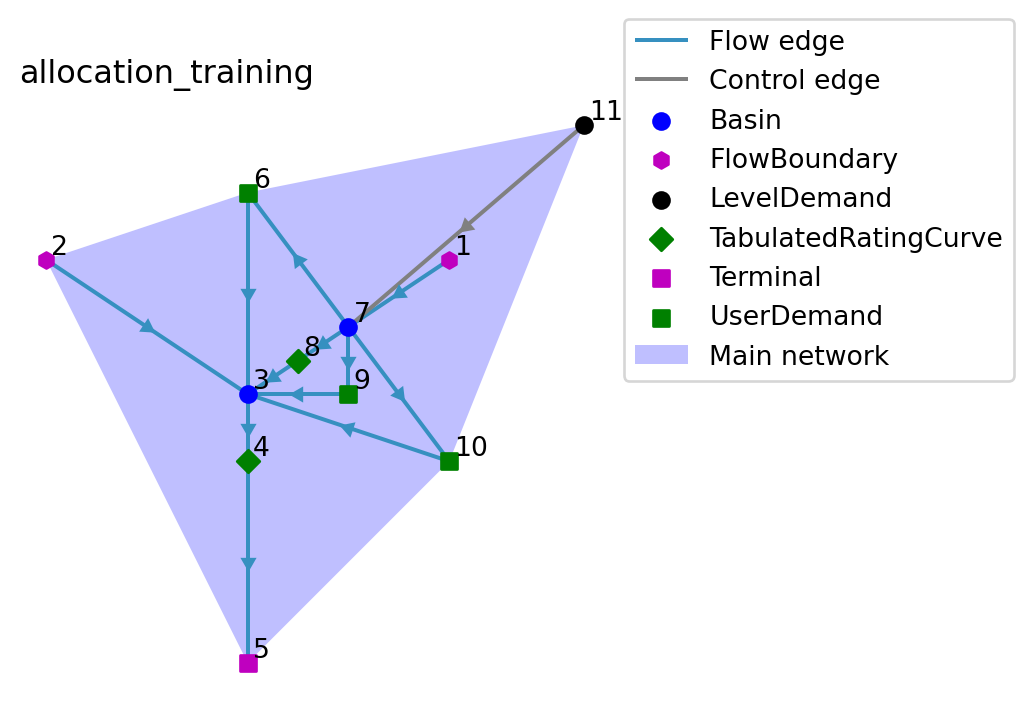 allocation_training
Flow edge
Control edge
Basin
FlowBoundary
LevelDemand
TabulatedRatingCurve
Terminal
UserDemand
Main network
11
6
2
1
7
8
3
9
4
10
5